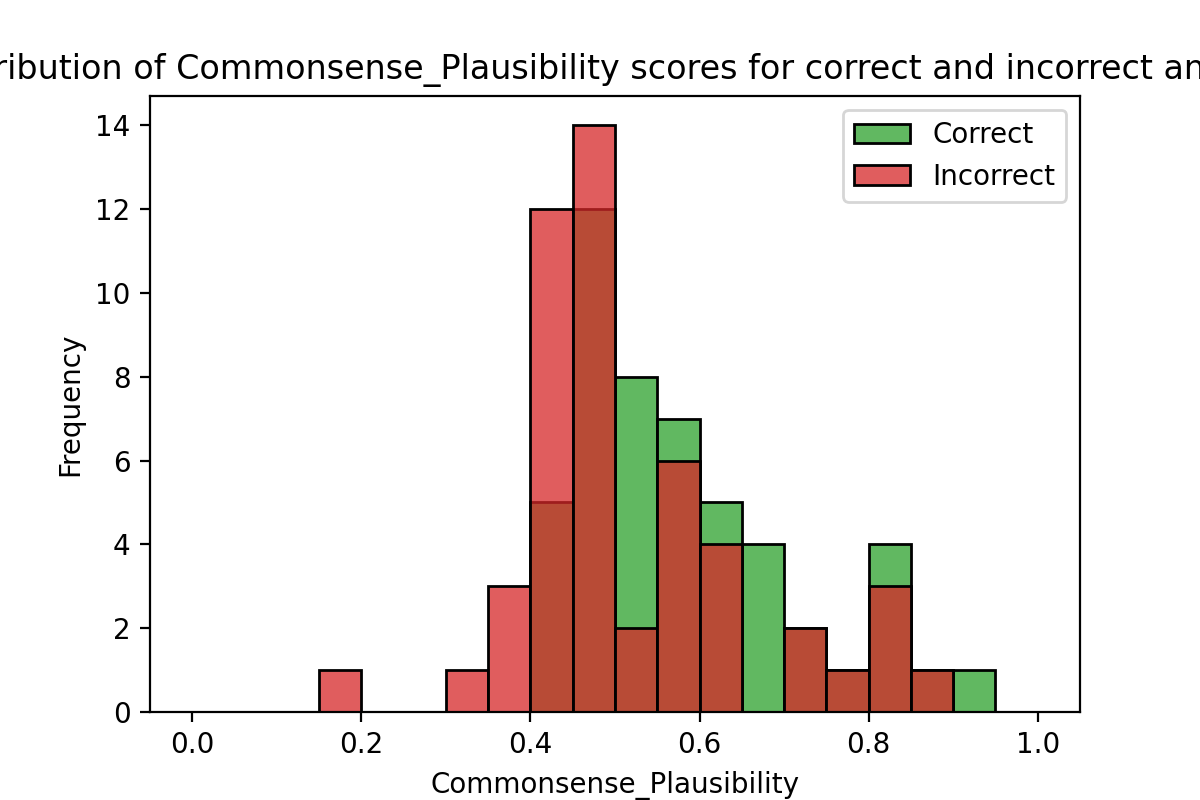 ribution of Commonsense_Plausibility scores for correct and incorrect an
Correct
Incorrect
14
12
10
8
6
4
2
0
Frequency
0.0 0.2 0.4 0.6 0.8 1.0
Commonsense_Plausibility